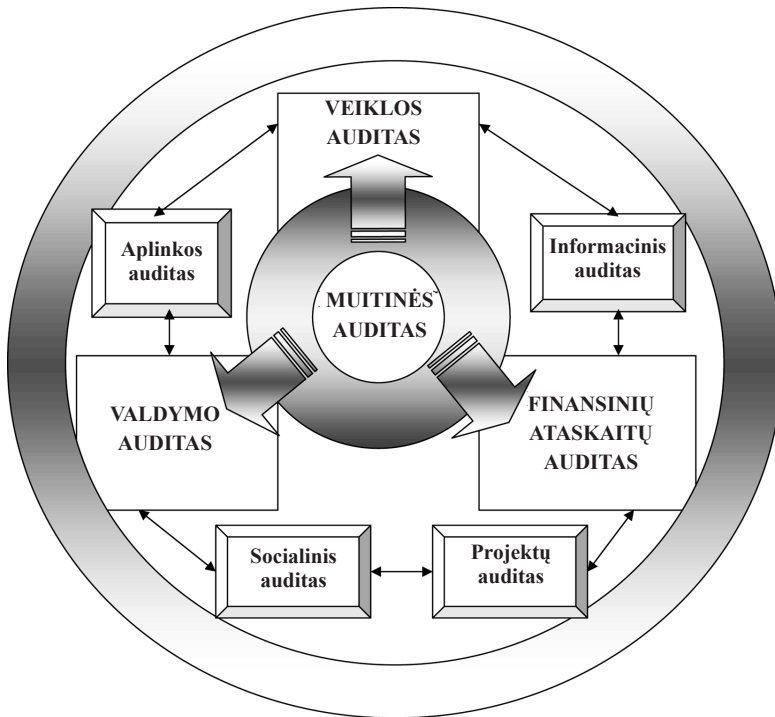 VEIKLOS
AUDITAS
Aplinkos
auditas
Informacinis
auditas
MUITINĖS
AUDITAS
VALDYMO
AUDITAS
FINANSINIŲ
ATASKAITŲ
AUDITAS
Socialinis
auditas
Projektų
auditas